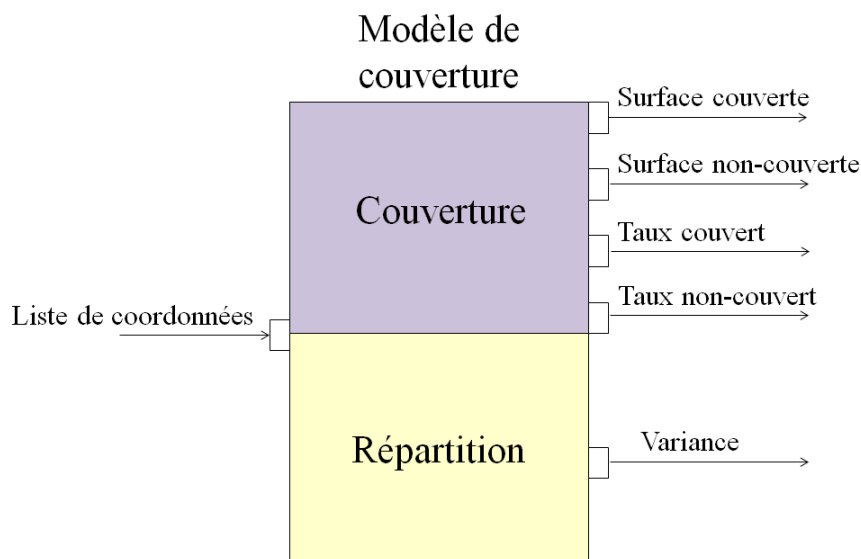 Modèle de
couverture
Surface couverte
Surface non-couverte
Couverture
Taux couvert
Taux non-couvert
Liste de coordonnées
Répartition
Variance